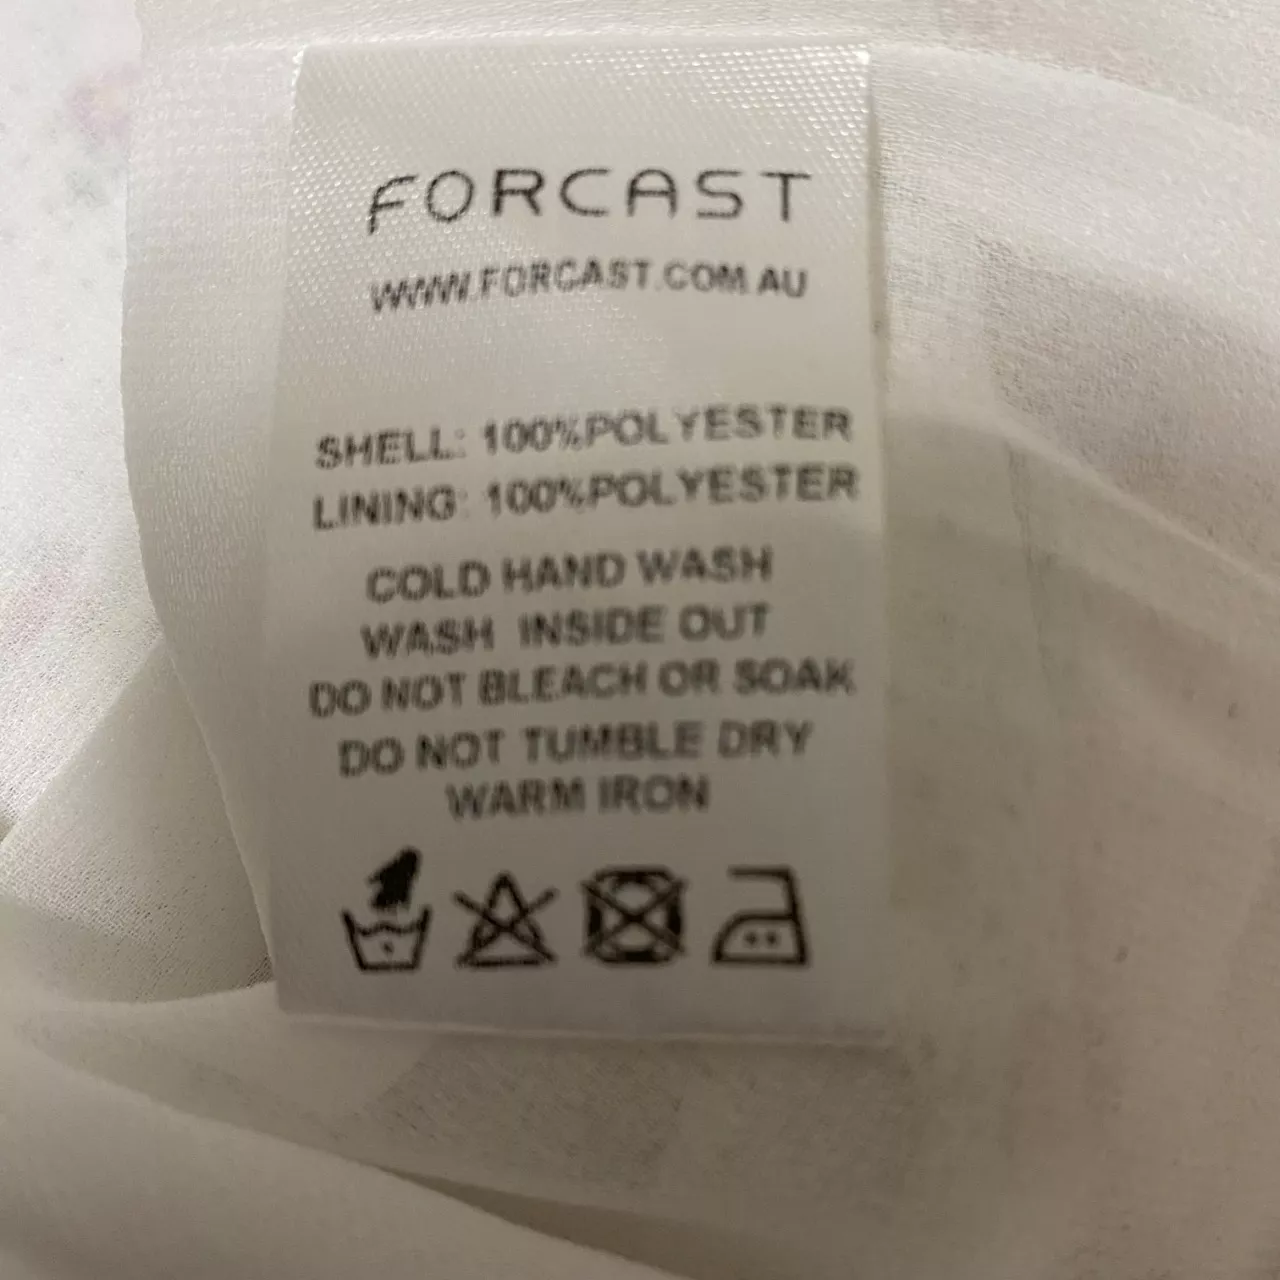 FORCAST
WWW.FORCAST.COM.AU
SHELL: 100%POLYESTER
LINING: 100%POLYESTER
COLD HAND WASH
WASH INSIDE OUT
DO NOT BLEACH OR SOAK
DO NOT TUMBLE DRY
WARM IRON